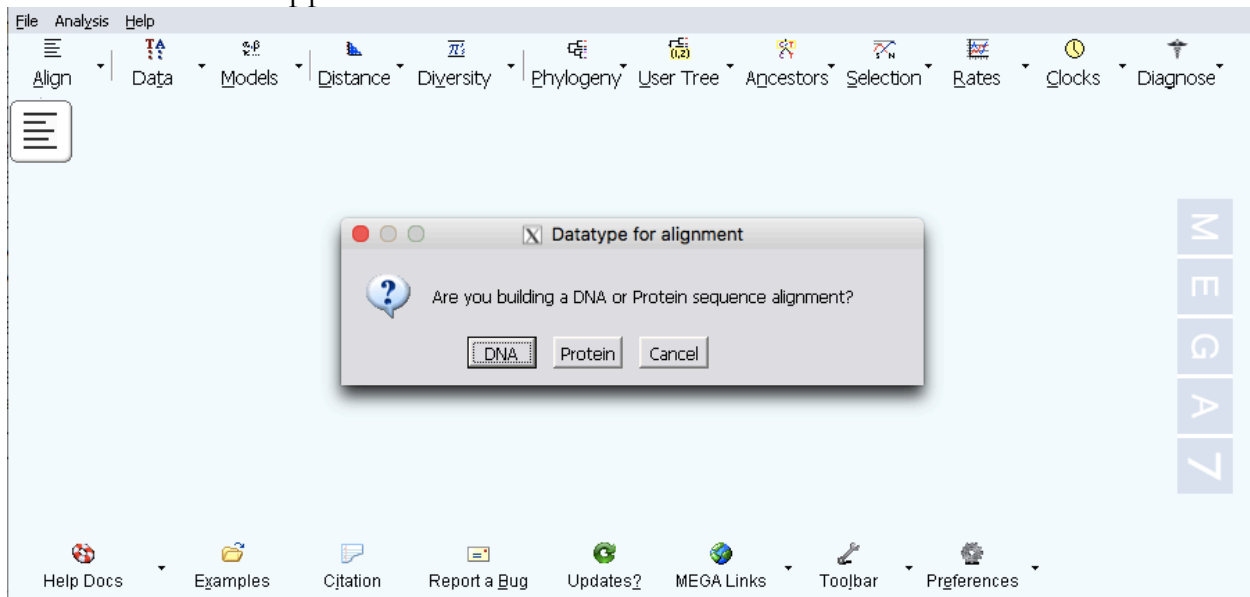 File Analysis Help
Align Data Models Distance Diversity Phylogeny User Tree Ancestors Selection Rates Clocks Diagnose
X Datatype for alignment
Are you building a DNA or Protein sequence alignment?
DNA Protein Cancel
M
E
G
A
7
Help Docs Examples Citation Report a Bug Updates? MEGA Links Toolbar Preferences